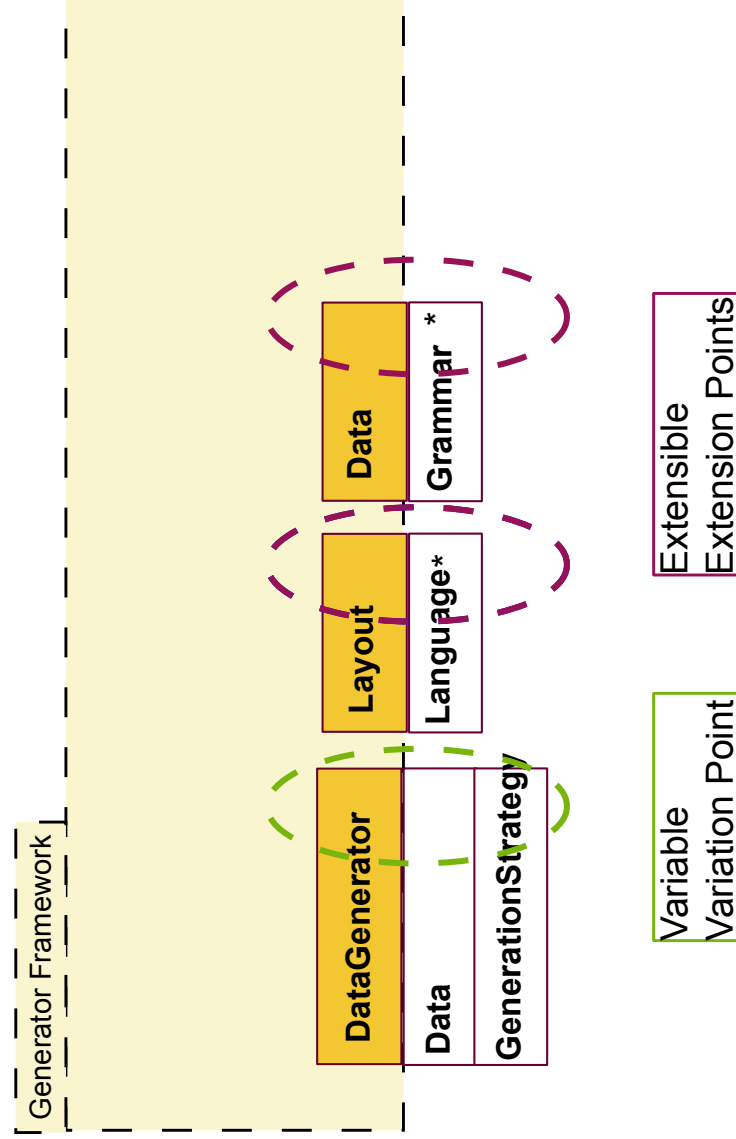 Generator Framework
DataGenerator
Data
GenerationStrategy
Layout
Language*
Data
Grammar *
Variable
Variation Point
Extensible
Extension Points